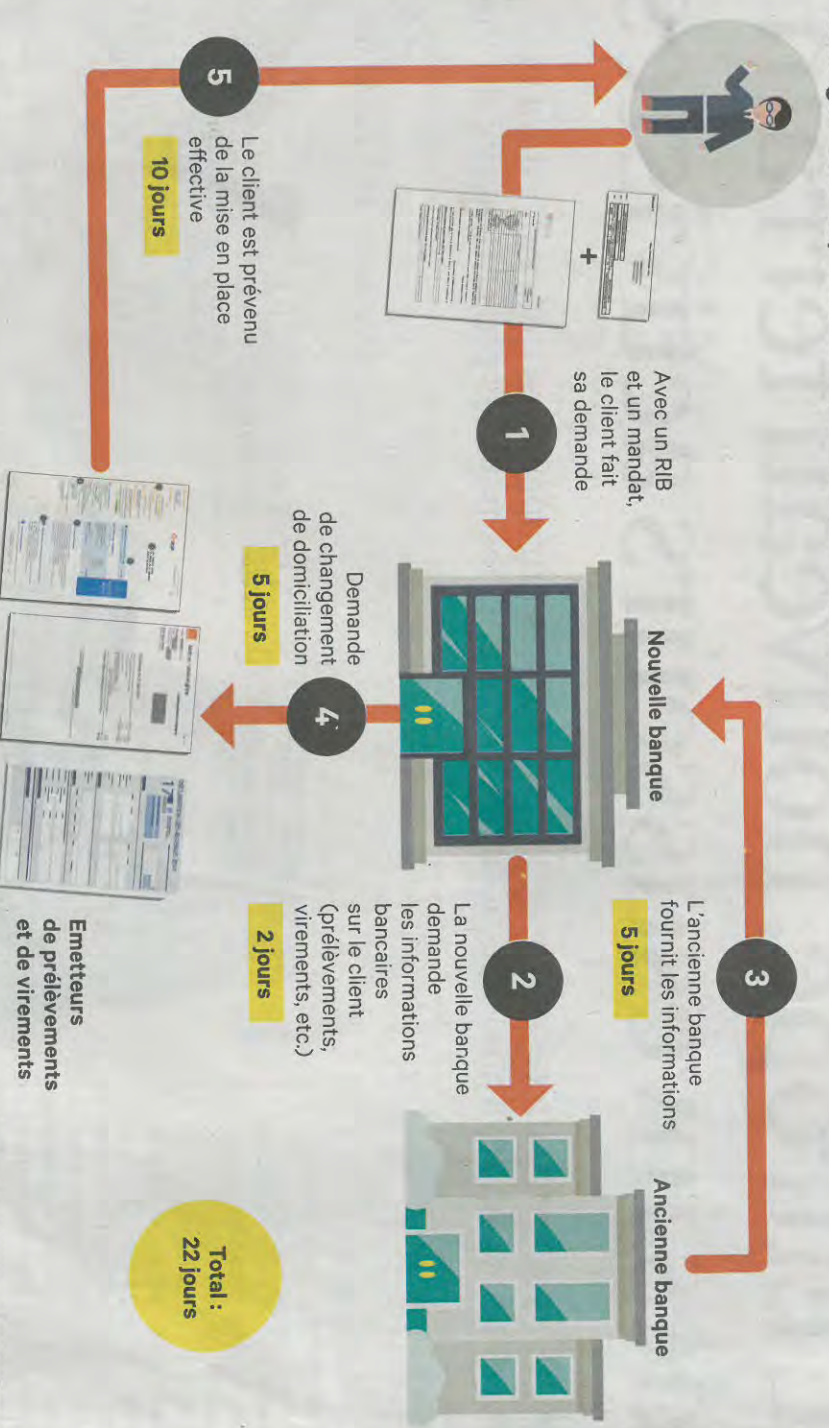 Avec un RIB
et un mandat,
le client fait
sa demande
1
Nouvelle banque
La nouvelle banque
demande
les informations
bancaires
sur le client
(prélèvements,
virements, etc.)
2 jours
2
Ancienne banque
L'ancienne banque
fournit les informations
5 jours
3
Demande
de changement
de domiciliation
5 jours
4
Emetteurs
de prélèvements
et de virements
5
Le client est prévenu
de la mise en place
effective
10 jours
Total :
22 jours
+